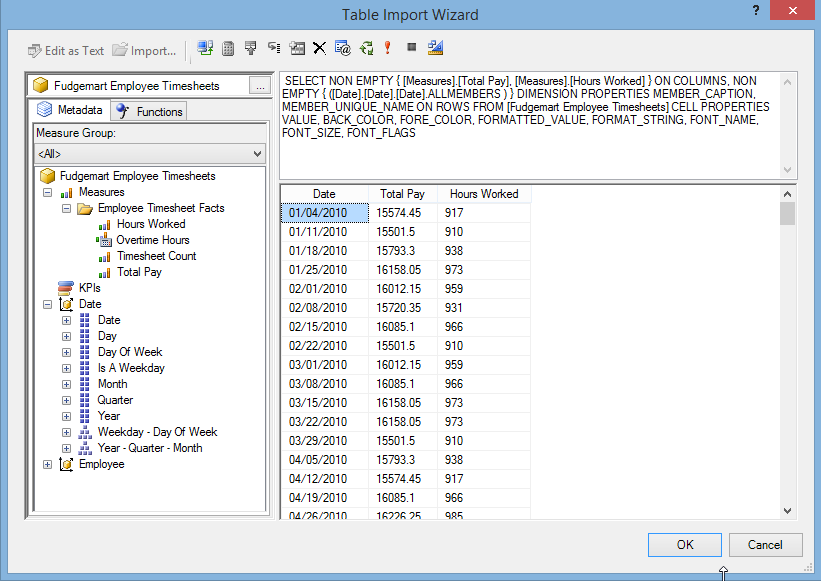 Table Import Wizard
?
Edit as Text Import...
Fudgemart Employee Timesheets ...
Metadata Functions
Measure Group:
<All>
Fudgemart Employee Timesheets
Measures
Employee Timesheet Facts
Hours Worked
Overtime Hours
Timesheet Count
Total Pay
KPIs
Date
Date
Day
Day Of Week
Is A Weekday
Month
Quarter
Year
Weekday - Day Of Week
Year - Quarter - Month
Employee
SELECT NON EMPTY { [Measures].[Total Pay], [Measures].[Hours Worked] } ON COLUMNS, NON
EMPTY { ([Date].[Date].[Date].ALLMEMBERS ) } DIMENSION PROPERTIES MEMBER_CAPTION,
MEMBER_UNIQUE_NAME ON ROWS FROM [Fudgemart Employee Timesheets] CELL PROPERTIES
VALUE, BACK_COLOR, FORE_COLOR, FORMATTED_VALUE, FORMAT_STRING, FONT_NAME,
FONT_SIZE, FONT_FLAGS
Date Total Pay Hours Worked
01/04/2010 15574.45 917
01/11/2010 15501.5 910
01/18/2010 15793.3 938
01/25/2010 16158.05 973
02/01/2010 16012.15 959
02/08/2010 15720.35 931
02/15/2010 16085.1 966
02/22/2010 15501.5 910
03/01/2010 16012.15 959
03/08/2010 16085.1 966
03/15/2010 16158.05 973
03/22/2010 16158.05 973
03/29/2010 15501.5 910
04/05/2010 15793.3 938
04/12/2010 15574.45 917
04/19/2010 16085.1 966
04/26/2010 16226.25 985
OK Cancel